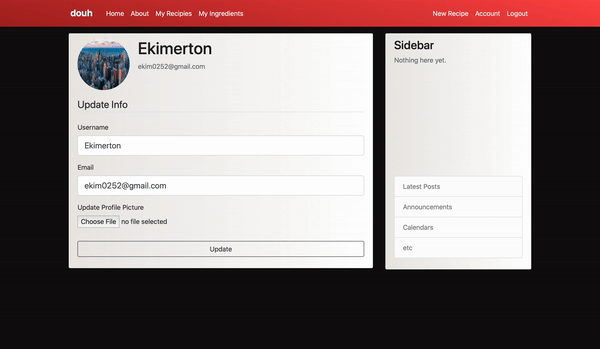 douh Home About My Recipies My Ingredients New Recipe Account Logout
Ekimerton
ekim0252@gmail.com
Update Info
Username
Ekimerton
Email
ekim0252@gmail.com
Update Profile Picture
Choose File no file selected
Update
Sidebar
Nothing here yet.
Latest Posts
Announcements
Calendars
etc